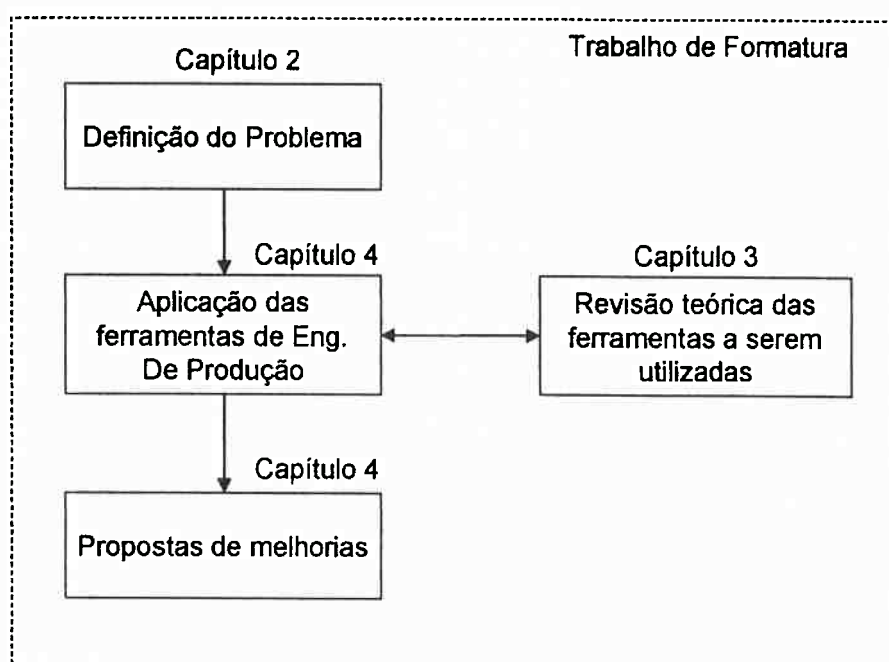 Trabalho de Formatura
Capítulo 2
Definição do Problema
Capítulo 4
Aplicação das
ferramentas de Eng.
De Produção
Capítulo 3
Revisão teórica das
ferramentas a serem
utilizadas
Capítulo 4
Propostas de melhorias